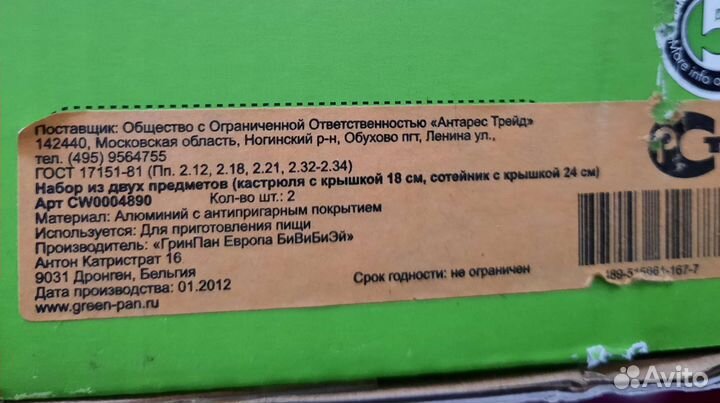 Поставщик: Общество с Ограниченной Ответственностью «Антарес Трейд»
142440, Московская область, Ногинский р-н, Обухово пгт, Ленина ул.,
тел. (495) 9564755
ГОСТ 17151-81 (Пп. 2.12, 2.18, 2.21, 2.32-2.34)
Набор из двух предметов (кастрюля с крышкой 18 см, сотейник с крышкой 24 см)
Арт CW0004890 Кол-во шт.: 2
Материал: Алюминий с антипригарным покрытием
Используется: Для приготовления пищи
Производитель: «ГринПан Европа БиВиБиЭй»
Антон Катристрат 16
9031 Дронген, Бельгия
Дата производства: 01.2012
www.green-pan.ru
Срок годности: не ограничен
5
More info
РСТ
Avito